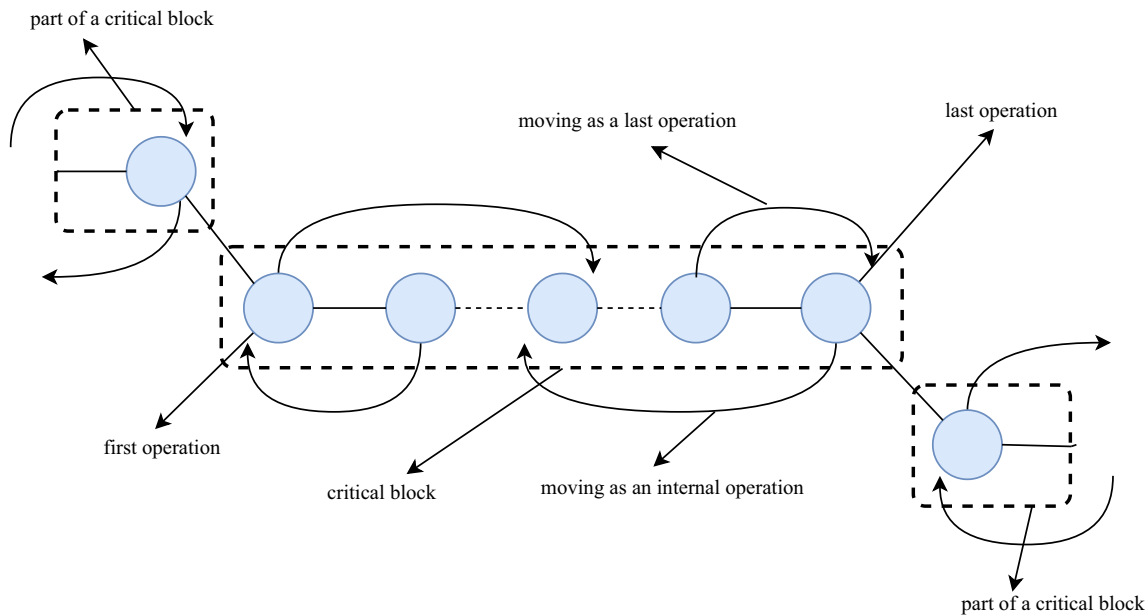 part of a critical block
last operation
moving as a last operation
first operation
critical block
moving as an internal operation
part of a critical block